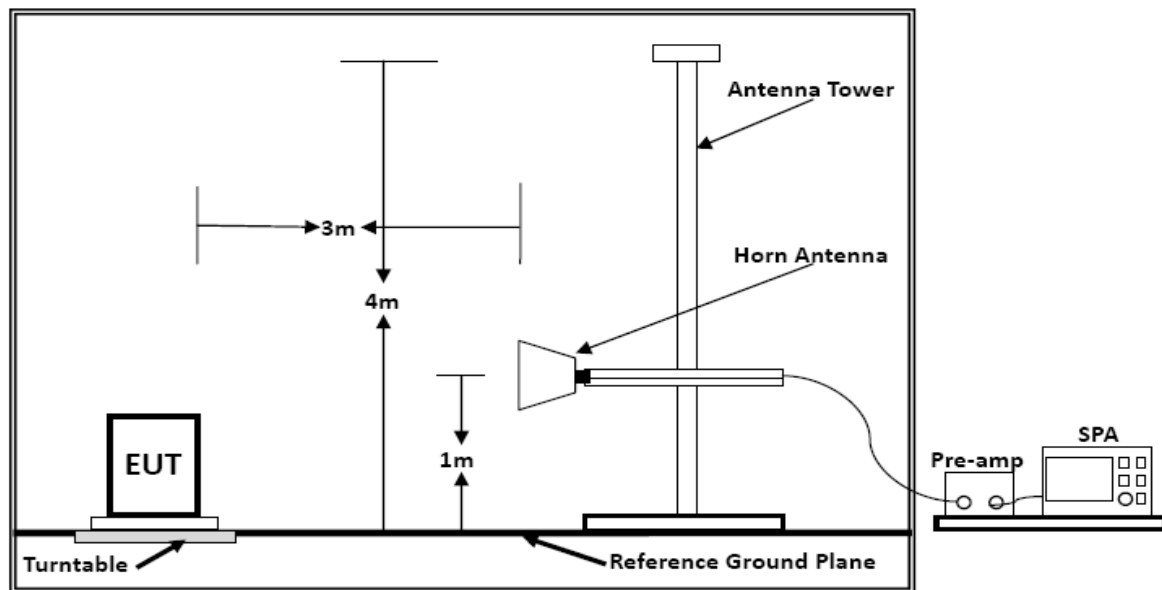 Antenna Tower
3m
Horn Antenna
4m
1m
EUT
SPA
Pre-amp
Turntable
Reference Ground Plane